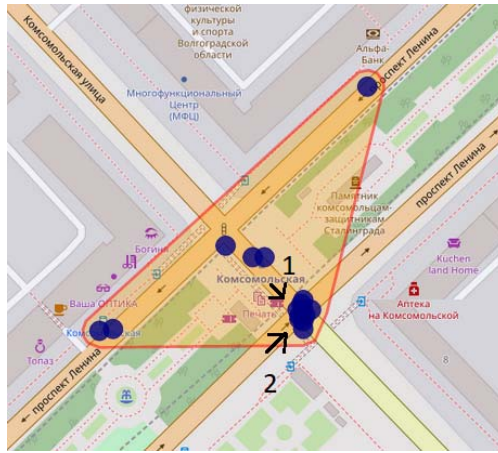 физической
культуры
и спорта
Волгоградской
области
Комсомольская улица
Альфа-
Банк
проспект Ленина
Многофункциональный
Центр
(МФЦ)
Памятник
комсомольцам-
защитникам
Сталинграда
проспект Ленина
Богиня
Kuchen
land Home
Комсомольская
1
Ваша ОПТИКА
Печать
Аптека
на Комсомольской
Топаз
проспект Ленина
2
8